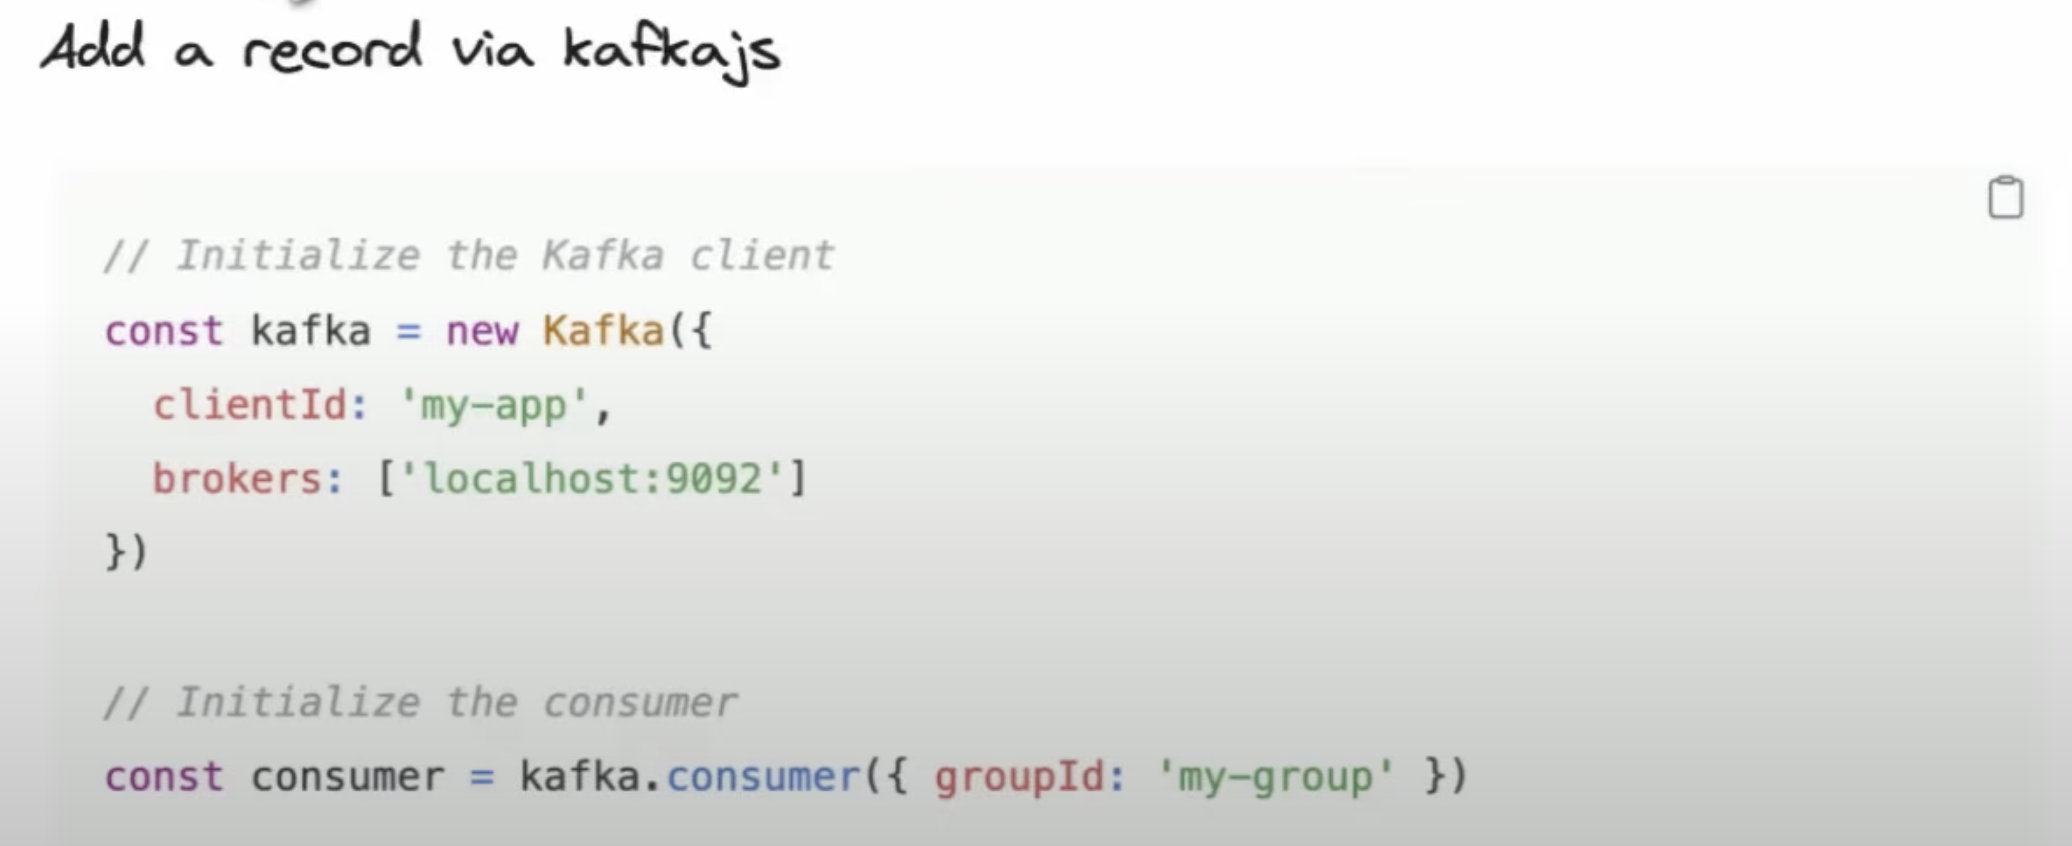 Add a record via kafkajs
// Initialize the Kafka client
const kafka = new Kafka({
  clientId: 'my-app',
  brokers: ['localhost:9092']
})
// Initialize the consumer
const consumer = kafka.consumer({ groupId: 'my-group' })